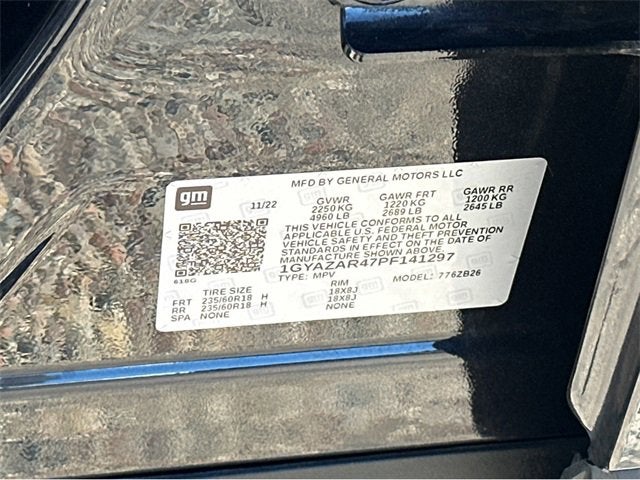 MFD BY GENERAL MOTORS LLC
gm 11/22 GVWR GAWR FRT GAWR RR
2250 KG 1220 KG 1200 KG
4960 LB 2689 LB 2645 LB
THIS VEHICLE CONFORMS TO ALL
APPLICABLE U.S. FEDERAL MOTOR
VEHICLE SAFETY AND THEFT PREVENTION
STANDARDS IN EFFECT ON THE DATE OF
MANUFACTURE SHOWN ABOVE.
1GYAZAR47PF141297
618G TYPE: MPV MODEL: 776ZB26
TIRE SIZE RIM
FRT 235/60R18 H 18X8J
RR 235/60R18 H 18X8J
SPA NONE NONE